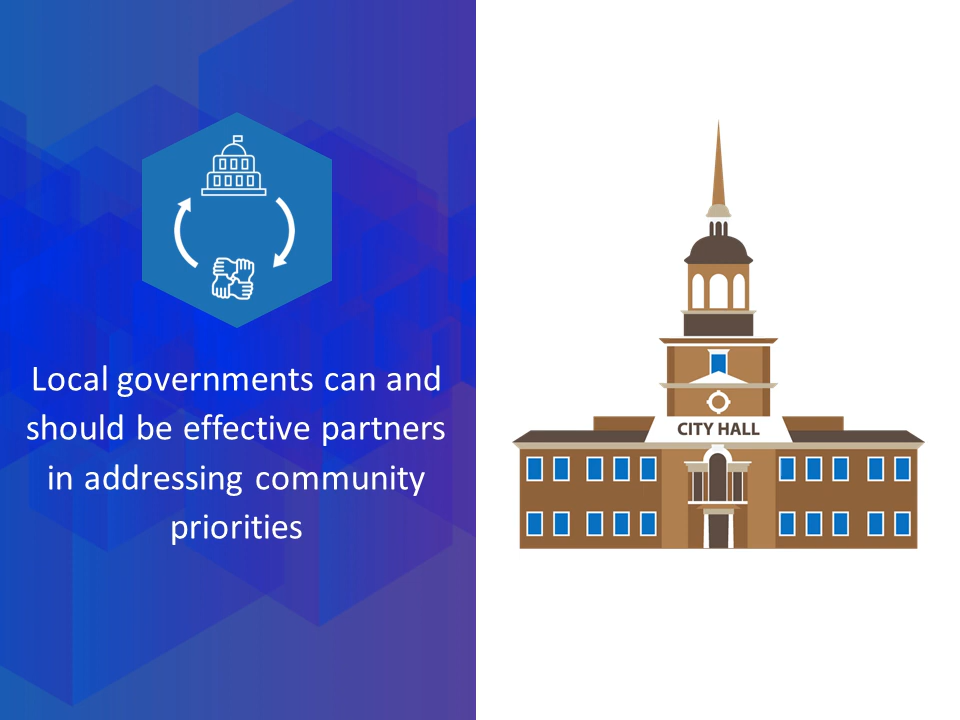 Local governments can and
should be effective partners
in addressing community
priorities
CITY HALL